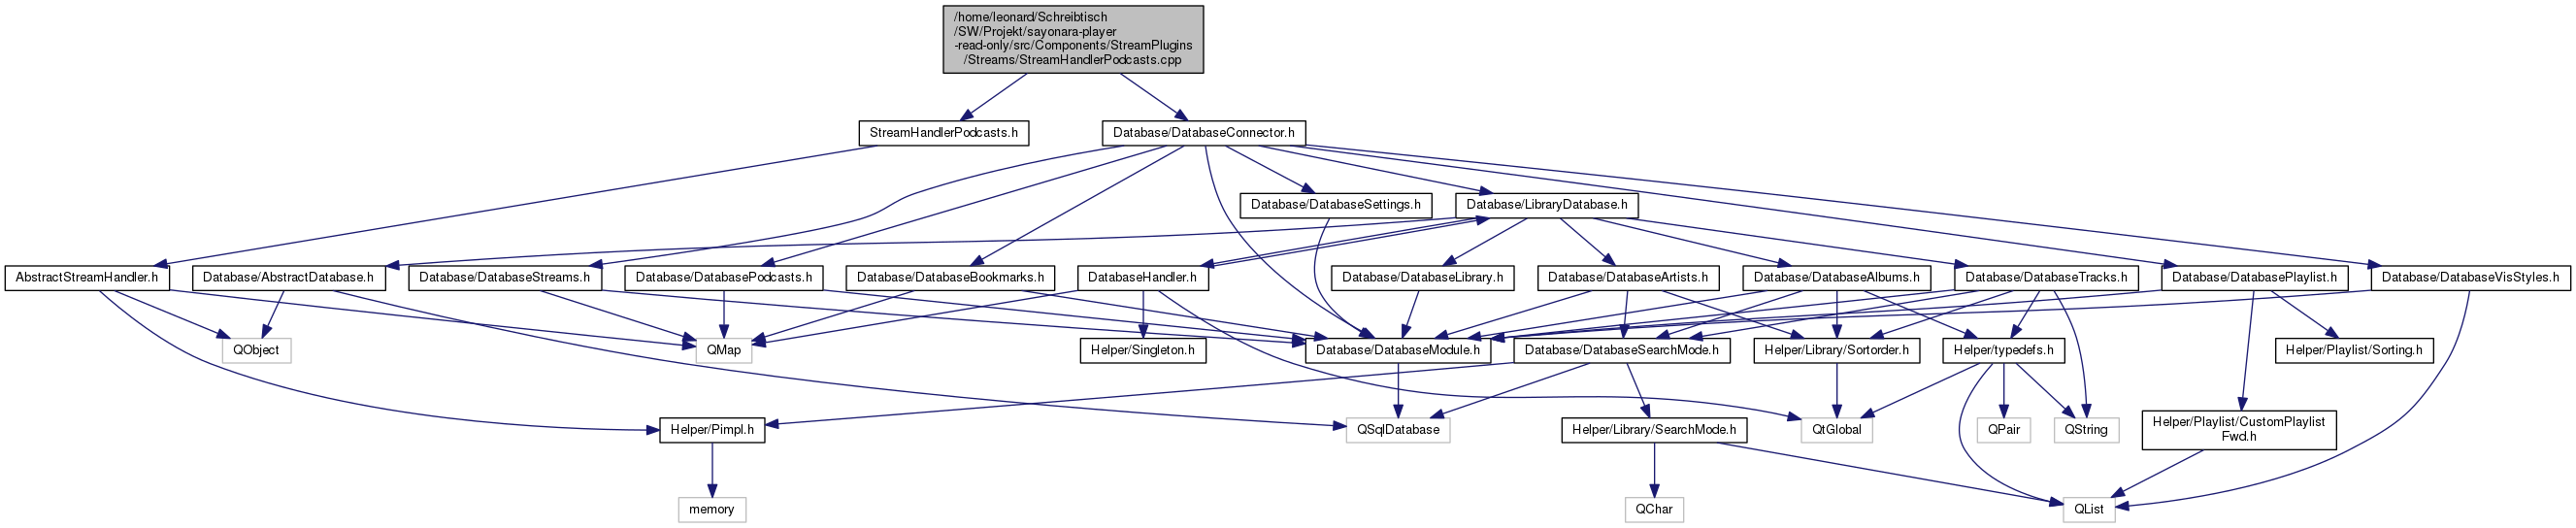 /home/leonard/Schreibtisch
/SW/Projekt/sayonara-player
-read-only/src/Components/StreamPlugins
/Streams/StreamHandlerPodcasts.cpp
StreamHandlerPodcasts.h
Database/DatabaseConnector.h
Database/DatabaseSettings.h
Database/LibraryDatabase.h
AbstractStreamHandler.h
Database/AbstractDatabase.h
Database/DatabaseStreams.h
Database/DatabasePodcasts.h
Database/DatabaseBookmarks.h
DatabaseHandler.h
Database/DatabaseLibrary.h
Database/DatabaseArtists.h
Database/DatabaseAlbums.h
Database/DatabaseTracks.h
Database/DatabasePlaylist.h
Database/DatabaseVisStyles.h
QObject
QMap
Helper/Singleton.h
Database/DatabaseModule.h
Database/DatabaseSearchMode.h
Helper/Library/Sortorder.h
Helper/typedefs.h
Helper/Playlist/Sorting.h
Helper/Pimpl.h
QSqlDatabase
Helper/Library/SearchMode.h
QtGlobal
QPair
QString
Helper/Playlist/CustomPlaylist
Fwd.h
memory
QChar
QList